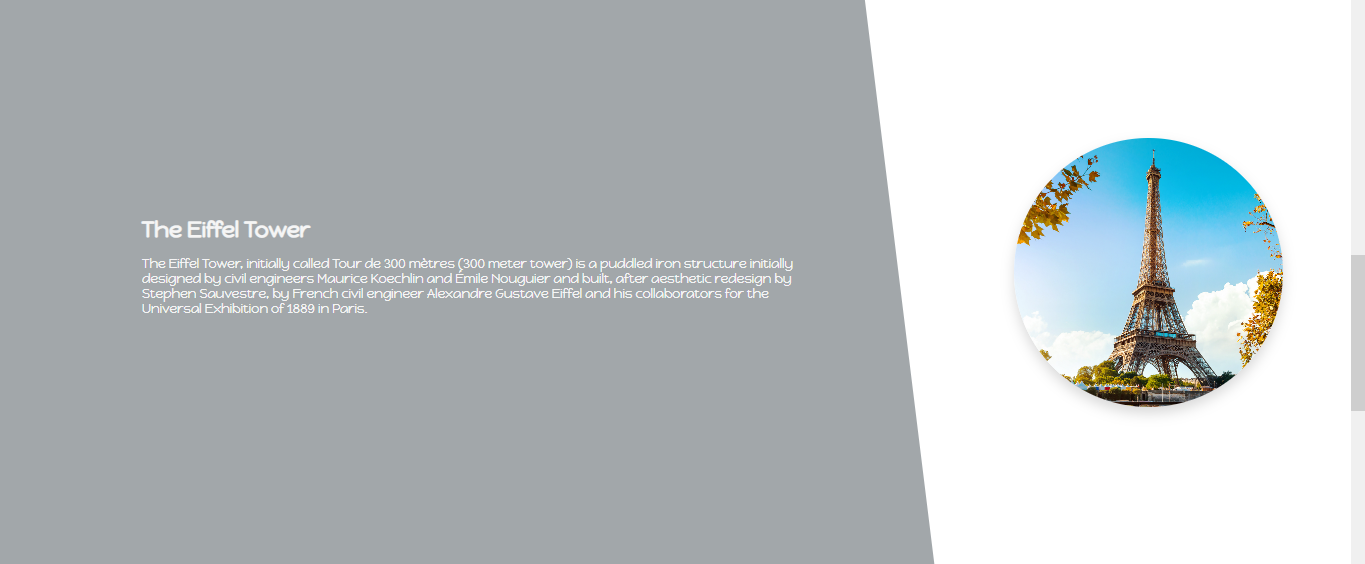 The Eiffel Tower
The Eiffel Tower, initially called Tour de 300 mètres (300 meter tower) is a puddled iron structure initially
designed by civil engineers Maurice Koechlin and Émile Nouguier and built, after aesthetic redesign by
Stephen Sauvestre, by French civil engineer Alexandre Gustave Eiffel and his collaborators for the
Universal Exhibition of 1889 in Paris.